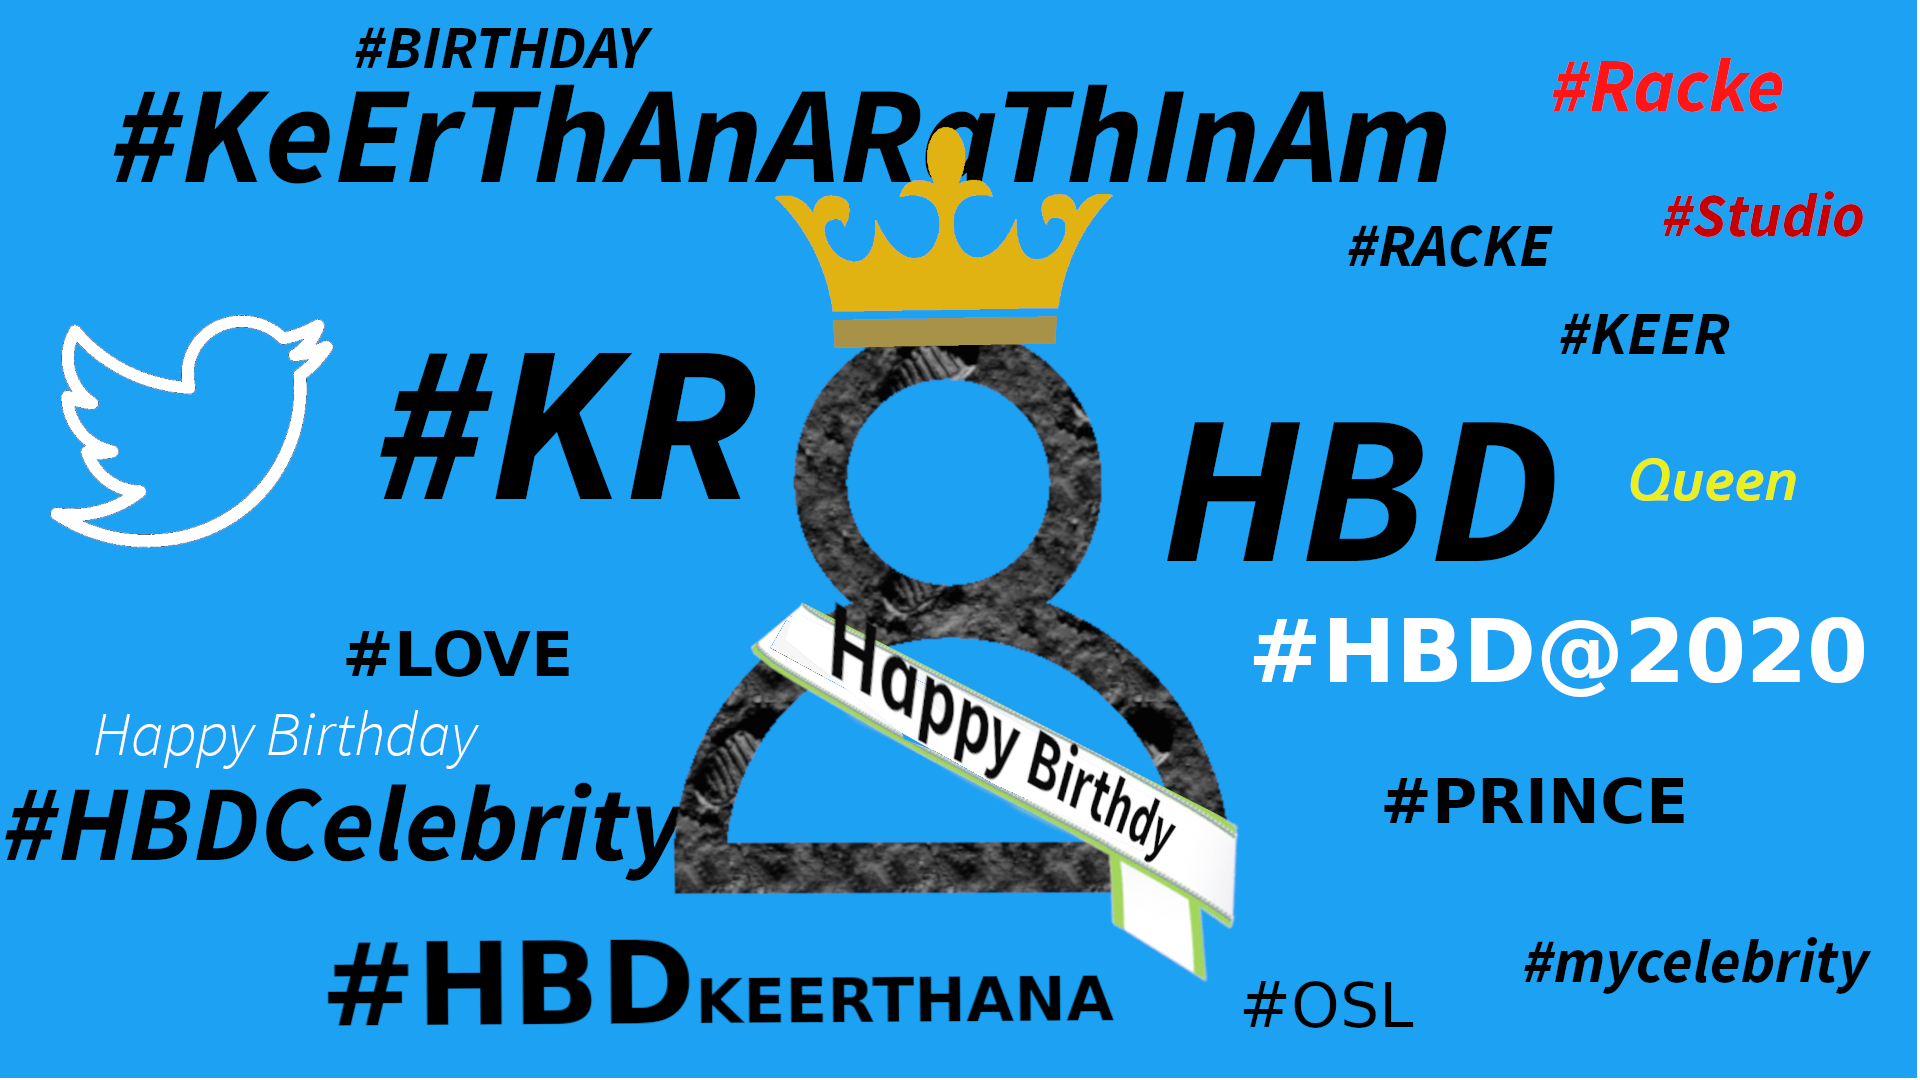 #BIRTHDAY
#KeErThAnARaThInAm
#Racke
#Studio
#RACKE
#KEER
#KR
HBD
Queen
#LOVE
#HBD@2020
Happy Birthday
Happy Birthdy
#PRINCE
#HBDCelebrity
#HBDKEERTHANA
#OSL
#mycelebrity